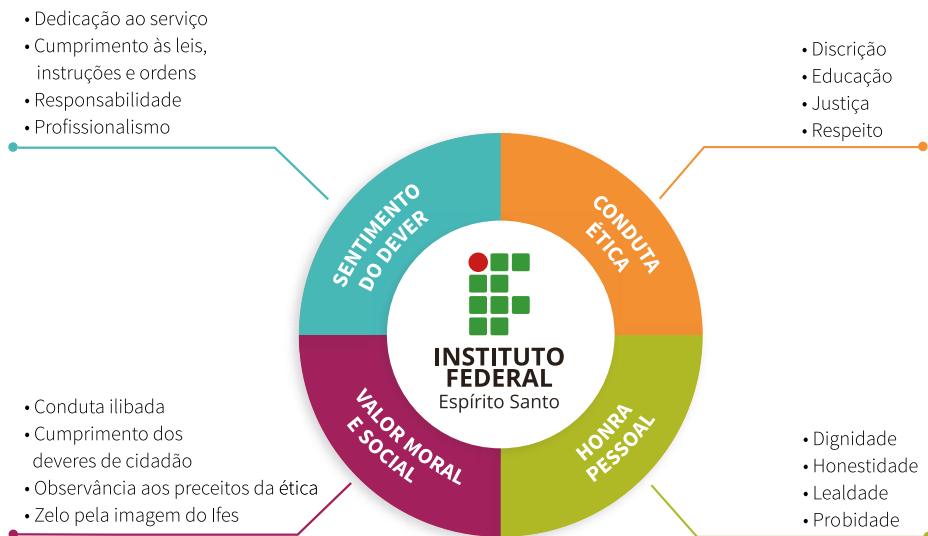 • Dedicação ao serviço
• Cumprimento às leis,
instruções e ordens
• Responsabilidade
• Profissionalismo
• Discrição
• Educação
• Justiça
• Respeito
SENTIMENTO
DO DEVER
CONDUTA
ÉTICA
INSTITUTO
FEDERAL
Espírito Santo
VALOR MORAL
E SOCIAL
HONRA
PESSOAL
• Conduta ilibada
• Cumprimento dos
deveres de cidadão
• Observância aos preceitos da ética
• Zelo pela imagem do Ifes
• Dignidade
• Honestidade
• Lealdade
• Probidade